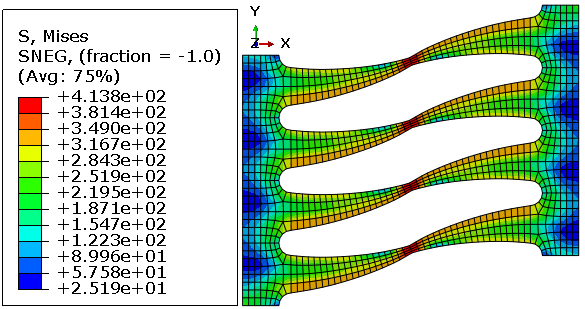 S, Mises
SNEG, (fraction = -1.0)
(Avg: 75%)
+4.138e+02
+3.814e+02
+3.490e+02
+3.167e+02
+2.843e+02
+2.519e+02
+2.195e+02
+1.871e+02
+1.547e+02
+1.223e+02
+8.996e+01
+5.758e+01
+2.519e+01
Y
Z X